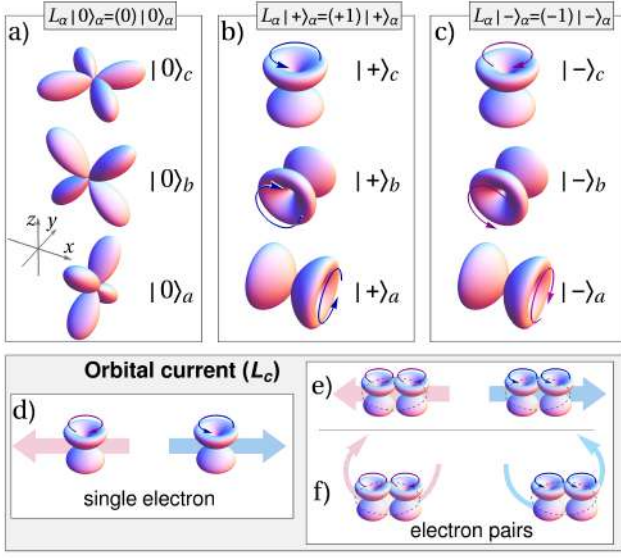 L_α|0⟩_α=(0)|0⟩_α
L_α|+⟩_α=(+1)|+⟩_α
L_α|−⟩_α=(-1)|−⟩_α
a)
|0⟩_c
|0⟩_b
z
y
x
|0⟩_a
b)
|+⟩_c
|+⟩_b
|+⟩_a
c)
|−⟩_c
|−⟩_b
|−⟩_a
Orbital current (L_c)
d)
single electron
e)
f)
electron pairs